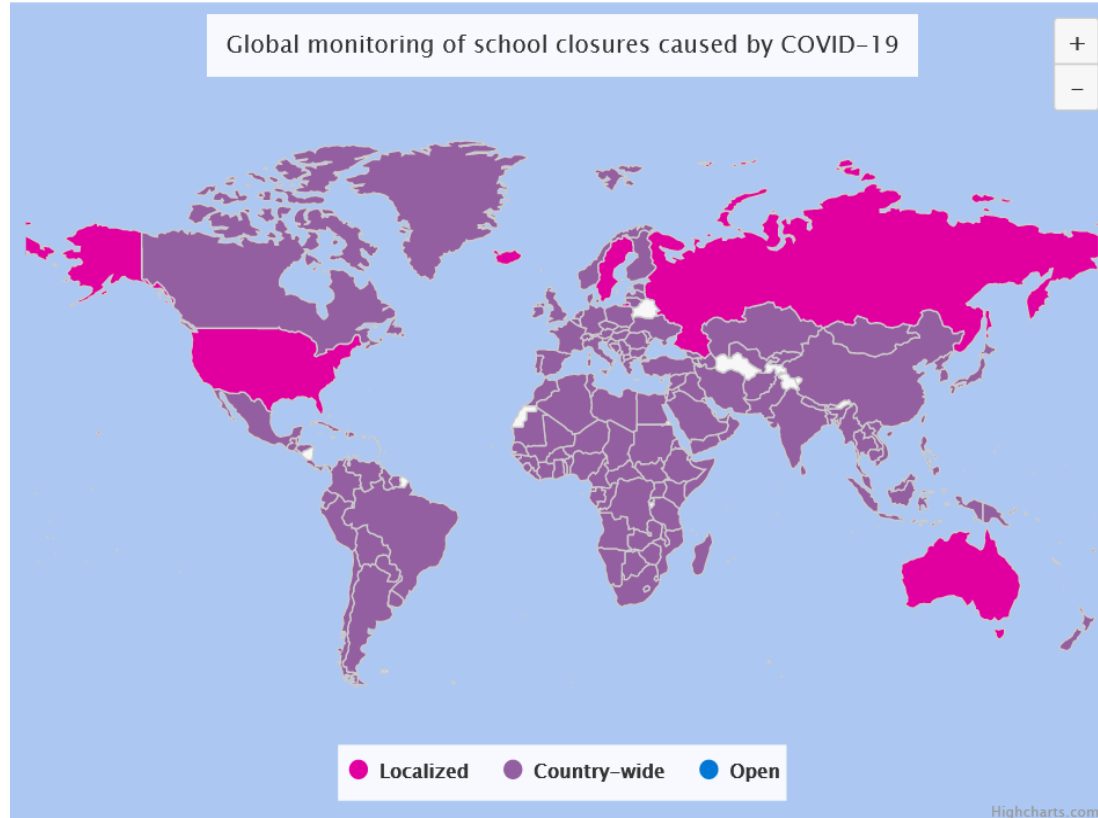 Global monitoring of school closures caused by COVID-19
+
−
Localized
Country-wide
Open
Highcharts.com